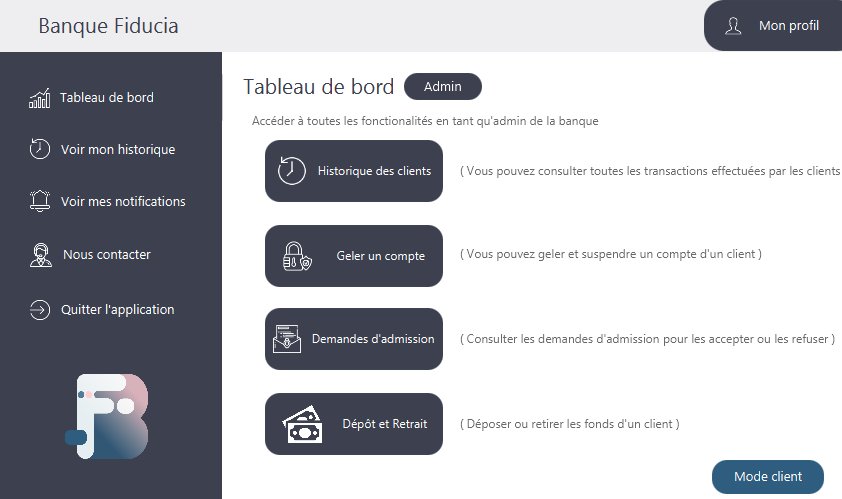 Banque Fiducia
Mon profil
Tableau de bord
Voir mon historique
Voir mes notifications
Nous contacter
Quitter l'application
Tableau de bord Admin
Accéder à toutes les fonctionalités en tant qu'admin de la banque
Historique des clients ( Vous pouvez consulter toutes les transactions effectuées par les clients
Geler un compte ( Vous pouvez geler et suspendre un compte d'un client )
Demandes d'admission ( Consulter les demandes d'admission pour les accepter ou les refuser )
Dépôt et Retrait ( Déposer ou retirer les fonds d'un client )
Mode client